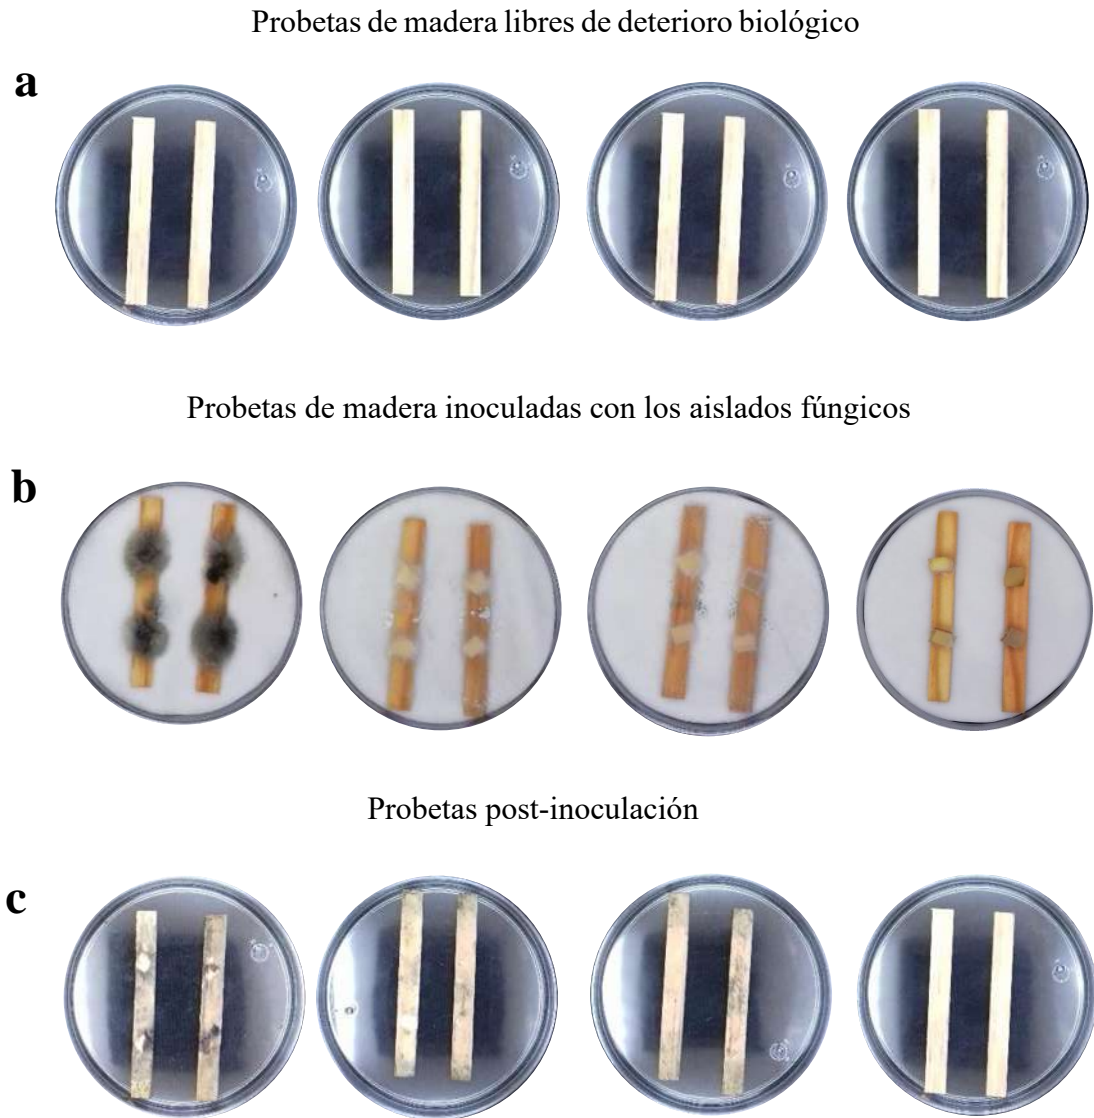 Probetas de madera libres de deterioro biológico
a
Probetas de madera inoculadas con los aislados fúngicos
b
Probetas post-inoculación
c